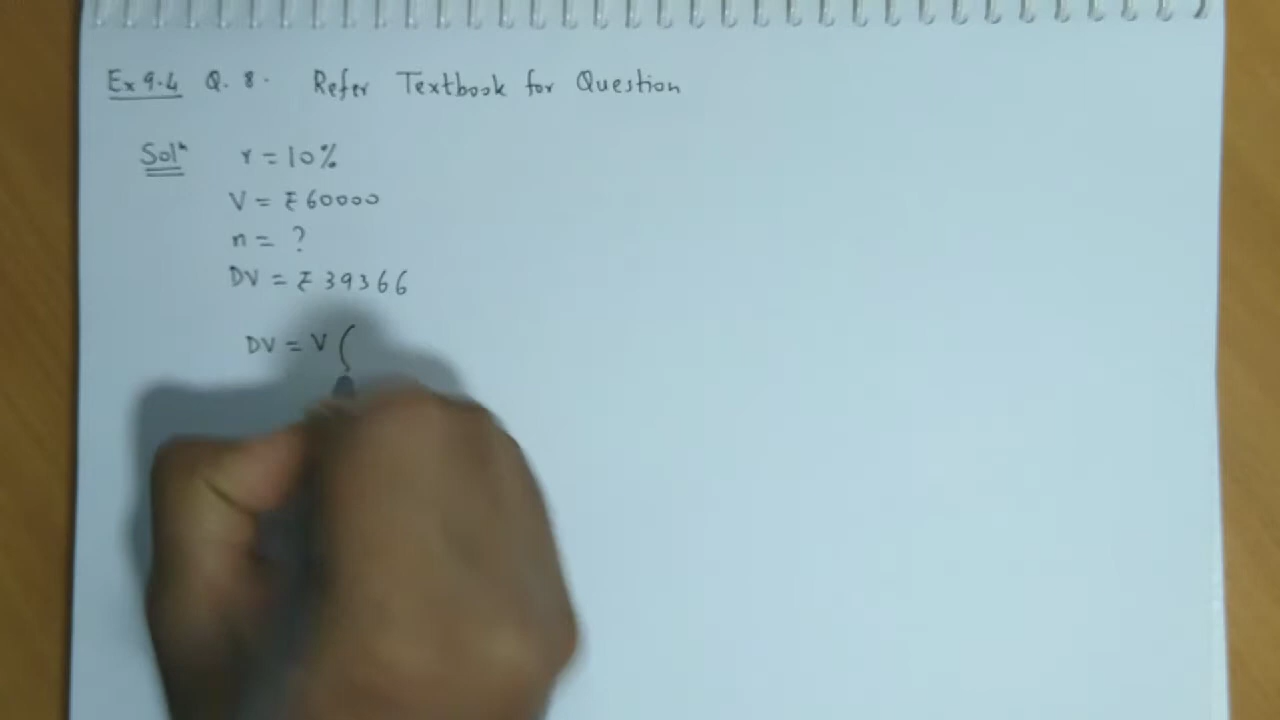 Ex 9.4 Q. 8. Refer Textbook for Question
Solⁿ r = 10%
V = ₹ 60000
n = ?
DV = ₹ 39366
DV = V (